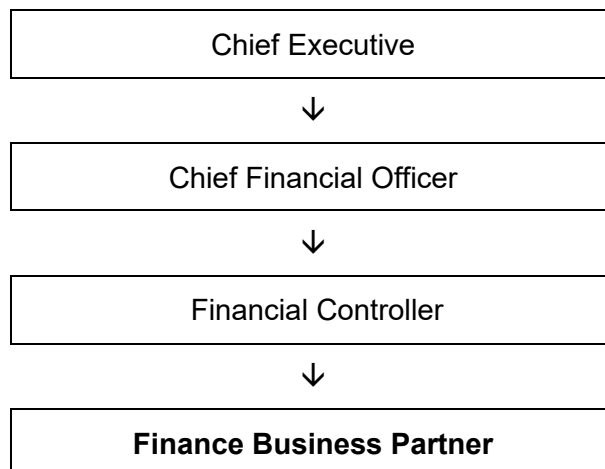 Chief Executive
↓
Chief Financial Officer
↓
Financial Controller
↓
Finance Business Partner